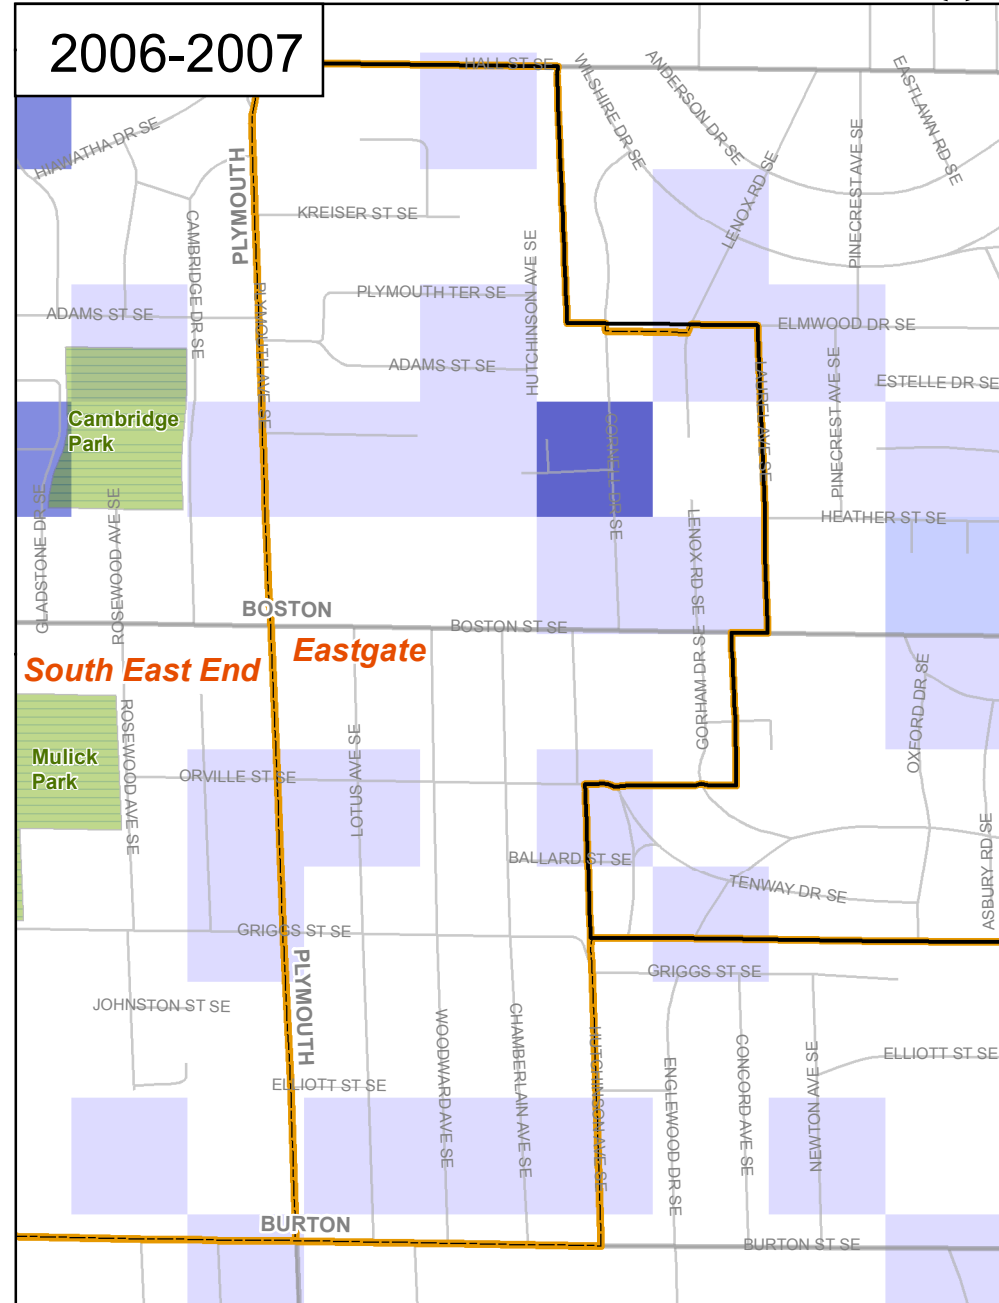 2006-2007
HALL ST SE
WILSHIRE DR SE
ANDERSON DR SE
EASTLAWN RD SE
HIAWATHA DR SE
PLYMOUTH
LENOX RD SE
PINECREST AVE SE
KREISER ST SE
CAMBRIDGE DR SE
HUTCHINSON AVE SE
PLYMOUTH TER SE
ADAMS ST SE
PLYMOUTH AVE SE
ELMWOOD DR SE
ADAMS ST SE
LAUREL AVE SE
PINECREST AVE SE
ESTELLE DR SE
Cambridge
Park
CORNELL DR SE
GLADSTONE DR SE
ROSEWOOD AVE SE
LENOX RD SE
HEATHER ST SE
BOSTON
BOSTON ST SE
South East End
Eastgate
GORHAM DR SE
OXFORD DR SE
Mulick
Park
ROSEWOOD AVE SE
ORVILLE ST SE
LOTUS AVE SE
BALLARD ST SE
TENWAY DR SE
ASBURY RD SE
GRIGGS ST SE
PLYMOUTH
GRIGGS ST SE
JOHNSTON ST SE
WOODWARD AVE SE
CHAMBERLAIN AVE SE
HUTCHINSON AVE SE
ENGLEWOOD DR SE
CONCORD AVE SE
NEWTON AVE SE
ELLIOTT ST SE
ELLIOTT ST SE
BURTON
BURTON ST SE